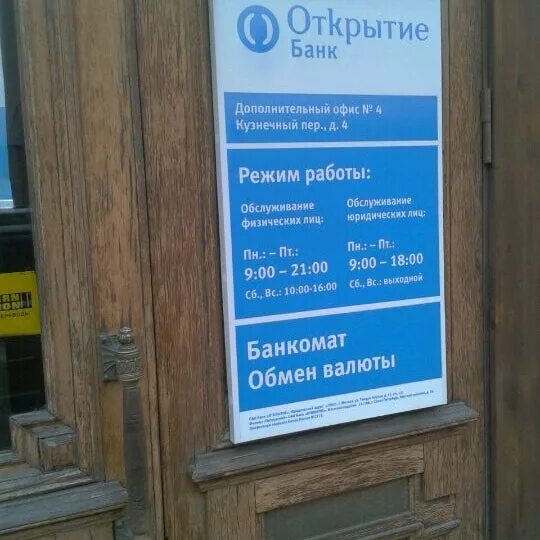 Открытие
Банк
Дополнительный офис № 4
Кузнечный пер., д. 4
Режим работы:
Обслуживание
физических лиц:
Пн.: – Пт.:
9:00 – 21:00
Сб., Вс.: 10:00-16:00
Обслуживание
юридических лиц:
Пн.: – Пт.:
9:00 – 18:00
Сб., Вс.: выходной
Банкомат
Обмен валюты